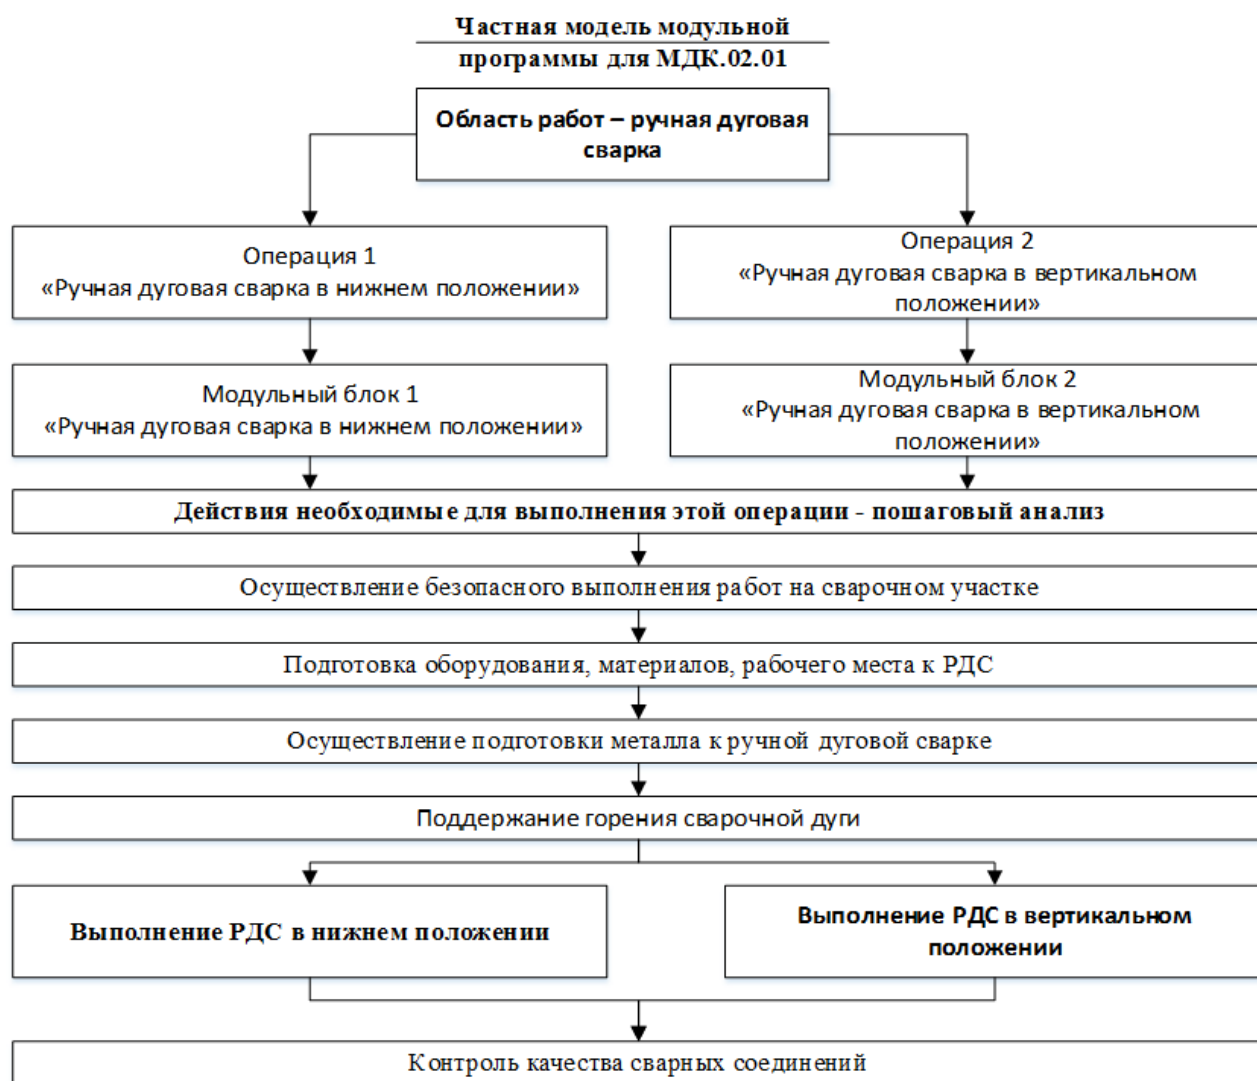 Частная модель модульной
программы для МДК.02.01
Область работ – ручная дуговая
сварка
Операция 1
«Ручная дуговая сварка в нижнем положении»
Операция 2
«Ручная дуговая сварка в вертикальном
положении»
Модульный блок 1
«Ручная дуговая сварка в нижнем положении»
Модульный блок 2
«Ручная дуговая сварка в вертикальном
положении»
Действия необходимые для выполнения этой операции - пошаговый анализ
Осуществление безопасного выполнения работ на сварочном участке
Подготовка оборудования, материалов, рабочего места к РДС
Осуществление подготовки металла к ручной дуговой сварке
Поддержание горения сварочной дуги
Выполнение РДС в нижнем положении
Выполнение РДС в вертикальном
положении
Контроль качества сварных соединений